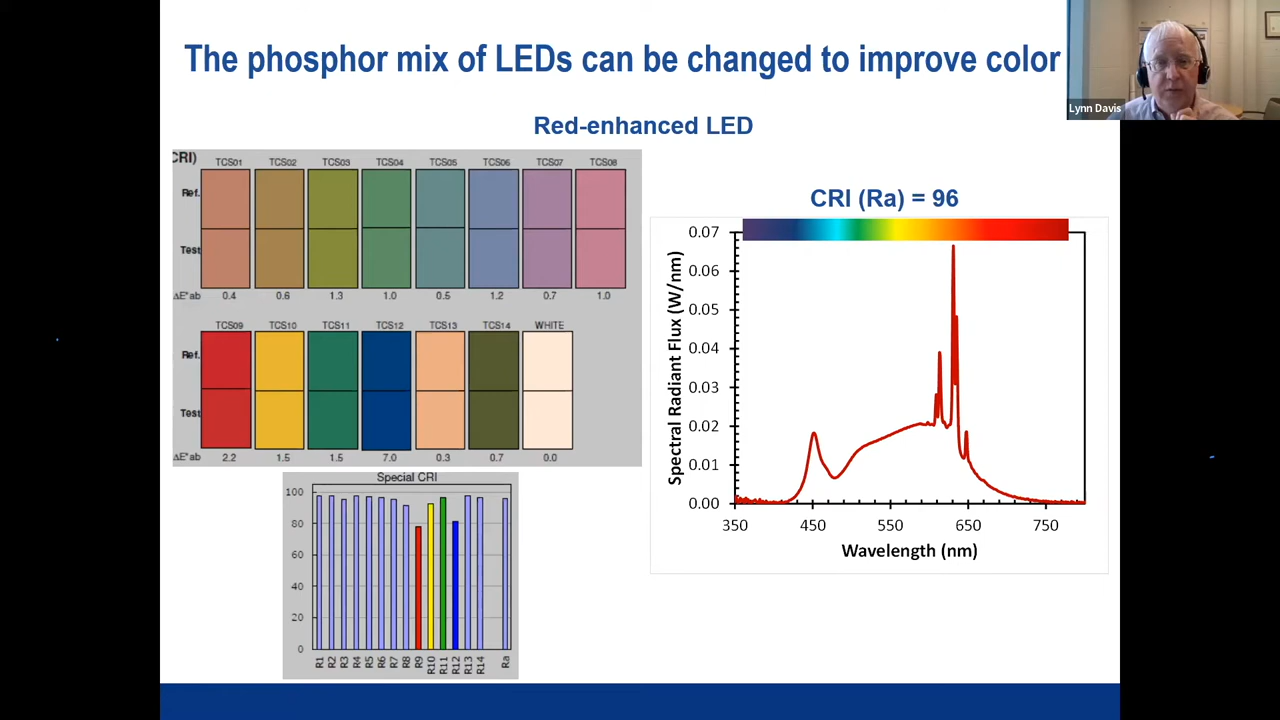 The phosphor mix of LEDs can be changed to improve color
Lynn Davis
Red-enhanced LED
CRI)
TCS01 TCS02 TCS03 TCS04 TCS05 TCS06 TCS07 TCS08
Ref.
Test
ΔE*ab 0.4 0.6 1.3 1.0 0.5 1.2 0.7 1.0
TCS09 TCS10 TCS11 TCS12 TCS13 TCS14 WHITE
Ref.
Test
ΔE*ab 2.2 1.5 1.5 7.0 0.3 0.7 0.0
Special CRI
100
80
60
40
20
0
R1 R2 R3 R4 R5 R6 R7 R8 R9 R10 R11 R12 R13 R14 Ra
CRI (Ra) = 96
Spectral Radiant Flux (W/nm)
0.07
0.06
0.05
0.04
0.03
0.02
0.01
0.00
350 450 550 650 750
Wavelength (nm)